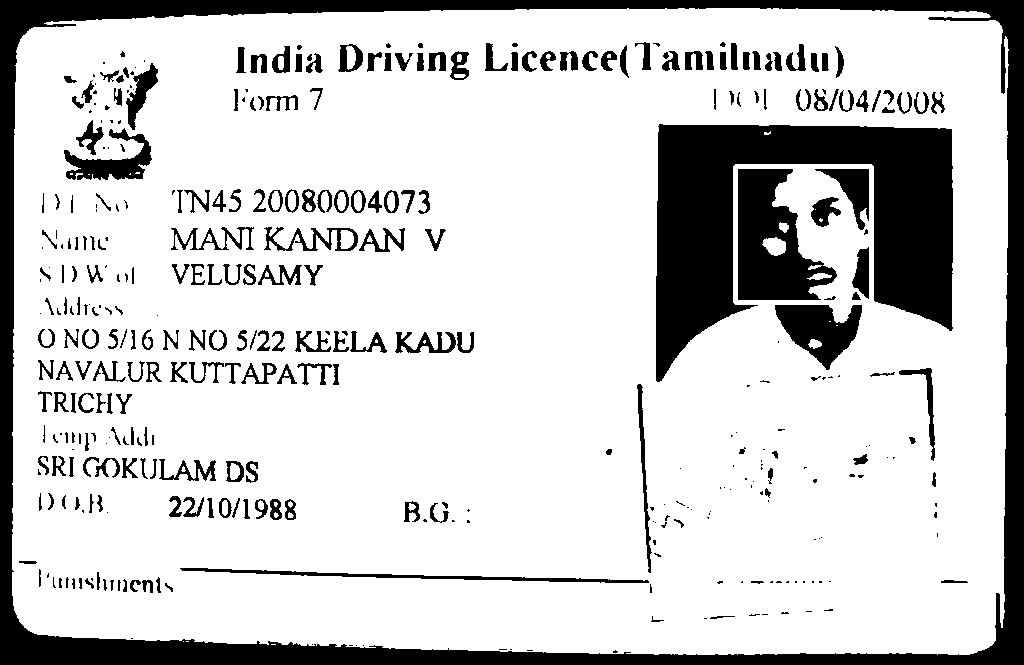 India Driving Licence(Tamilnadu)
Form 7
DOI 08/04/2008
D L No TN45 20080004073
Name MANI KANDAN V
S D W of VELUSAMY
Address
O NO 5/16 N NO 5/22 KEELA KADU
NAVALUR KUTTAPATTI
TRICHY
Temp Addr
SRI GOKULAM DS
D.O.B. 22/10/1988 B.G. :
Punishments